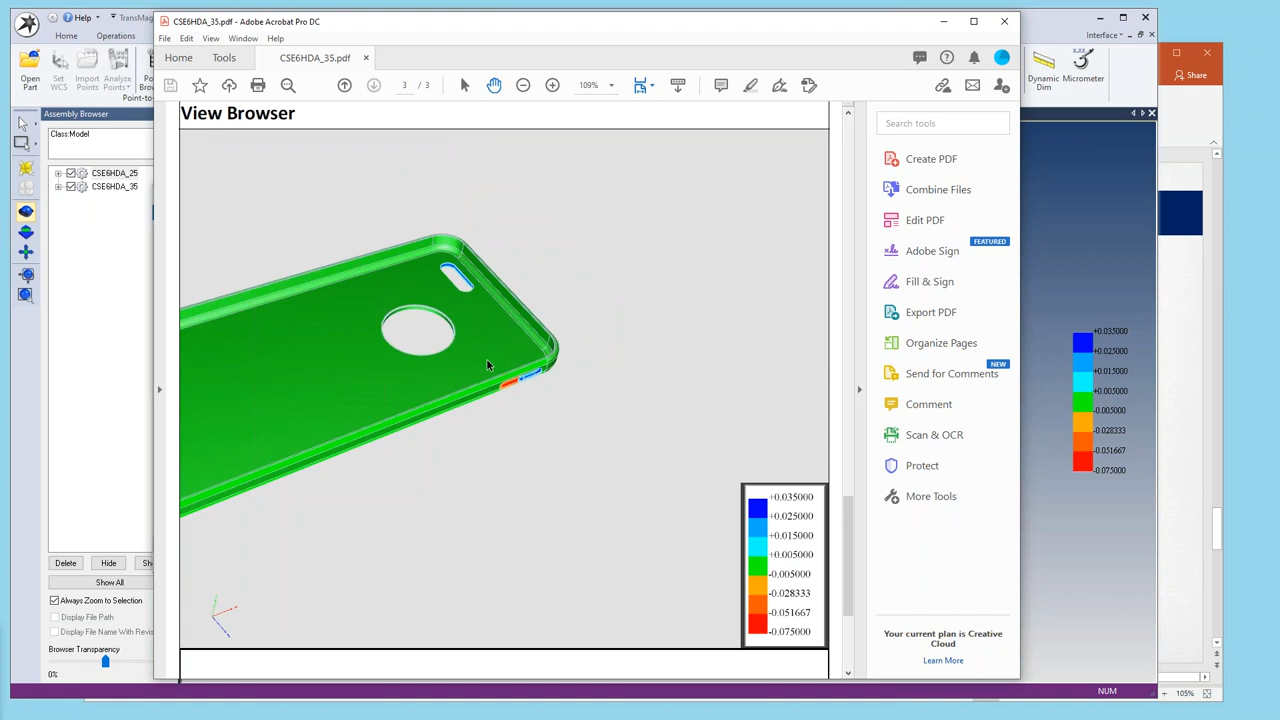 Help
TransMag
Interface
Home
Operations
Open
Part
Set
WCS
Import
Points
Analyze
Points
Point-to-
Dynamic
Dim
Micrometer
Share
Assembly Browser
Class:Model
CSE6HDA_25
CSE6HDA_35
Delete
Hide
Show All
Always Zoom to Selection
Display File Path
Display File Name With Revis
Browser Transparency
0%
CSE6HDA_35.pdf - Adobe Acrobat Pro DC
File Edit View Window Help
Home
Tools
CSE6HDA_35.pdf
3 / 3
109%
View Browser
+0.035000
+0.025000
+0.015000
+0.005000
-0.005000
-0.028333
-0.051667
-0.075000
Search tools
Create PDF
Combine Files
Edit PDF
FEATURED
Adobe Sign
Fill & Sign
Export PDF
Organize Pages
NEW
Send for Comments
Comment
Scan & OCR
Protect
More Tools
Your current plan is Creative
Cloud
Learn More
+0.035000
+0.025000
+0.015000
+0.005000
-0.005000
-0.028333
-0.051667
-0.075000
NUM
105%